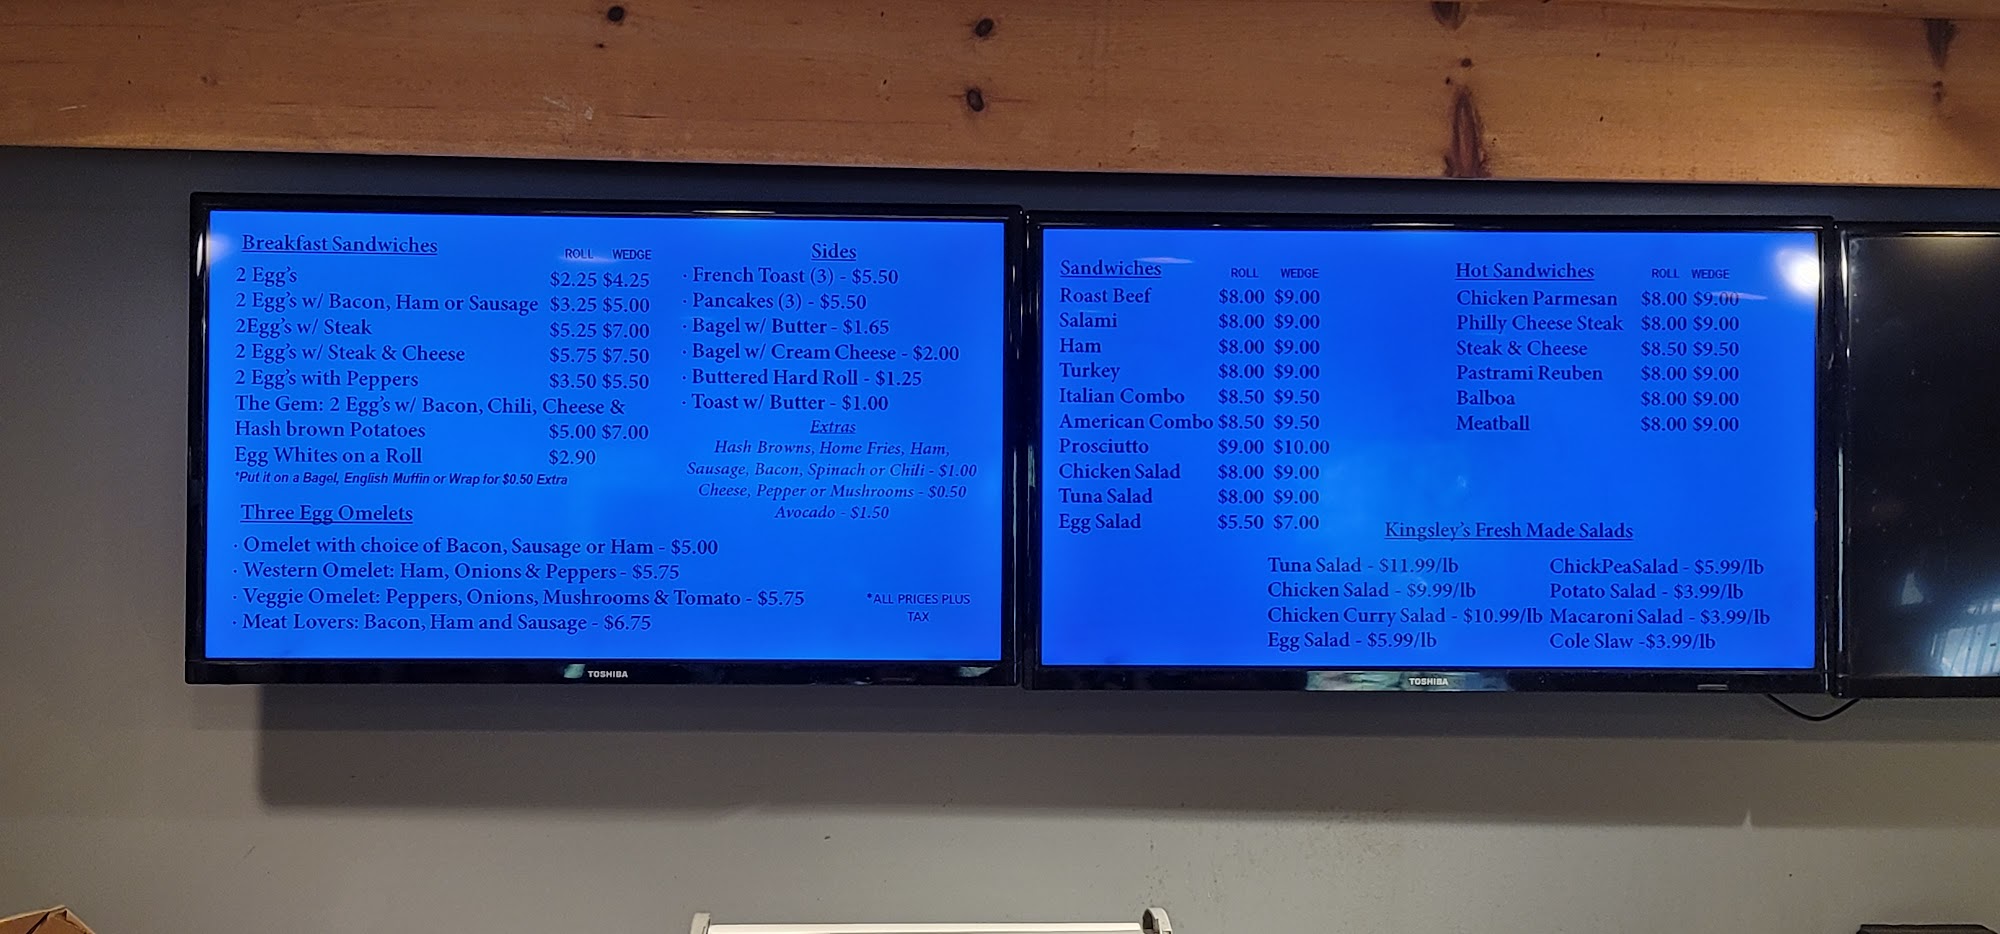 Breakfast Sandwiches ROLL WEDGE
2 Egg's $2.25 $4.25
2 Egg's w/ Bacon, Ham or Sausage $3.25 $5.00
2Egg's w/ Steak $5.25 $7.00
2 Egg's w/ Steak & Cheese $5.75 $7.50
2 Egg's with Peppers $3.50 $5.50
The Gem: 2 Egg's w/ Bacon, Chili, Cheese &
Hash brown Potatoes $5.00 $7.00
Egg Whites on a Roll $2.90
*Put it on a Bagel, English Muffin or Wrap for $0.50 Extra
Three Egg Omelets
· Omelet with choice of Bacon, Sausage or Ham - $5.00
· Western Omelet: Ham, Onions & Peppers - $5.75
· Veggie Omelet: Peppers, Onions, Mushrooms & Tomato - $5.75
· Meat Lovers: Bacon, Ham and Sausage - $6.75
Sides
· French Toast (3) - $5.50
· Pancakes (3) - $5.50
· Bagel w/ Butter - $1.65
· Bagel w/ Cream Cheese - $2.00
· Buttered Hard Roll - $1.25
· Toast w/ Butter - $1.00
Extras
Hash Browns, Home Fries, Ham,
Sausage, Bacon, Spinach or Chili - $1.00
Cheese, Pepper or Mushrooms - $0.50
Avocado - $1.50
*ALL PRICES PLUS
TAX
TOSHIBA
Sandwiches ROLL WEDGE
Roast Beef $8.00 $9.00
Salami $8.00 $9.00
Ham $8.00 $9.00
Turkey $8.00 $9.00
Italian Combo $8.50 $9.50
American Combo $8.50 $9.50
Prosciutto $9.00 $10.00
Chicken Salad $8.00 $9.00
Tuna Salad $8.00 $9.00
Egg Salad $5.50 $7.00
Hot Sandwiches ROLL WEDGE
Chicken Parmesan $8.00 $9.00
Philly Cheese Steak $8.00 $9.00
Steak & Cheese $8.50 $9.50
Pastrami Reuben $8.00 $9.00
Balboa $8.00 $9.00
Meatball $8.00 $9.00
Kingsley's Fresh Made Salads
Tuna Salad - $11.99/lb
Chicken Salad - $9.99/lb
Chicken Curry Salad - $10.99/lb
Egg Salad - $5.99/lb
ChickPeaSalad - $5.99/lb
Potato Salad - $3.99/lb
Macaroni Salad - $3.99/lb
Cole Slaw -$3.99/lb
TOSHIBA